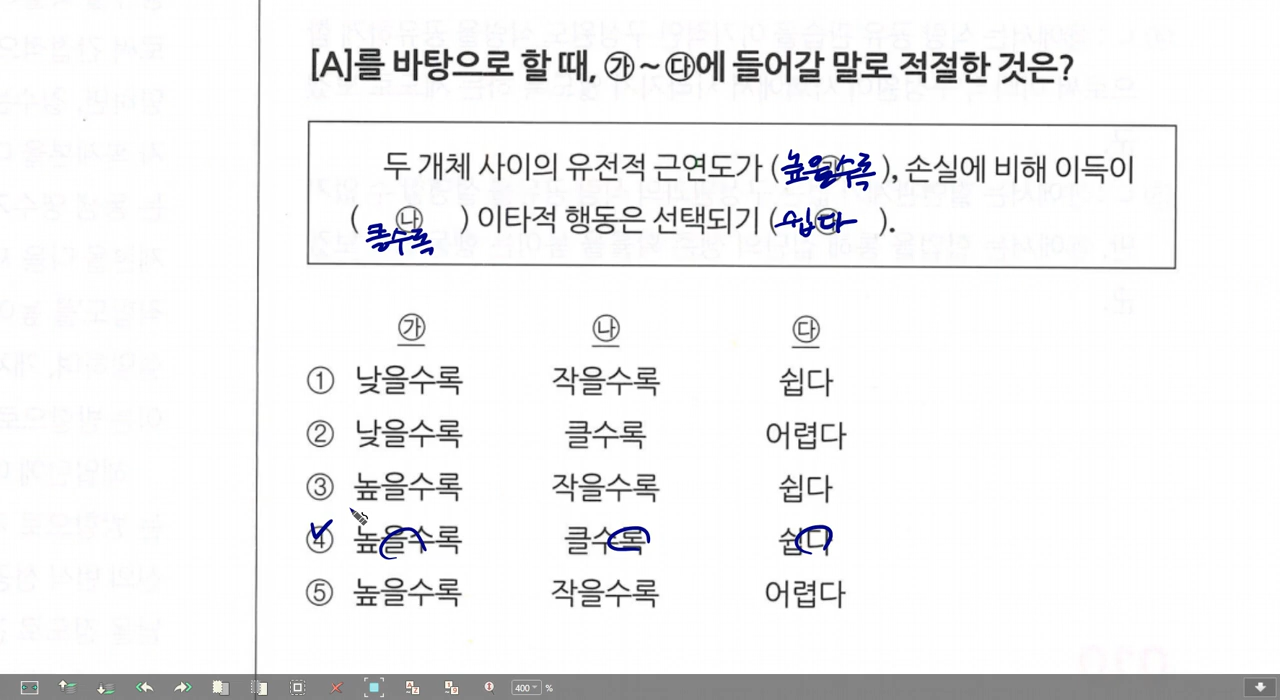 [A]를 바탕으로 할 때, ㉮~㉰에 들어갈 말로 적절한 것은?
두 개체 사이의 유전적 근연도가 (높을수록), 손실에 비해 이득이
( ㉯ ) 이타적 행동은 선택되기 (쉽다 ).
클수록
㉮ ㉯ ㉰
① 낮을수록 작을수록 쉽다
② 낮을수록 클수록 어렵다
③ 높을수록 작을수록 쉽다
④ 높을수록 클수록 쉽다
⑤ 높을수록 작을수록 어렵다
400 %